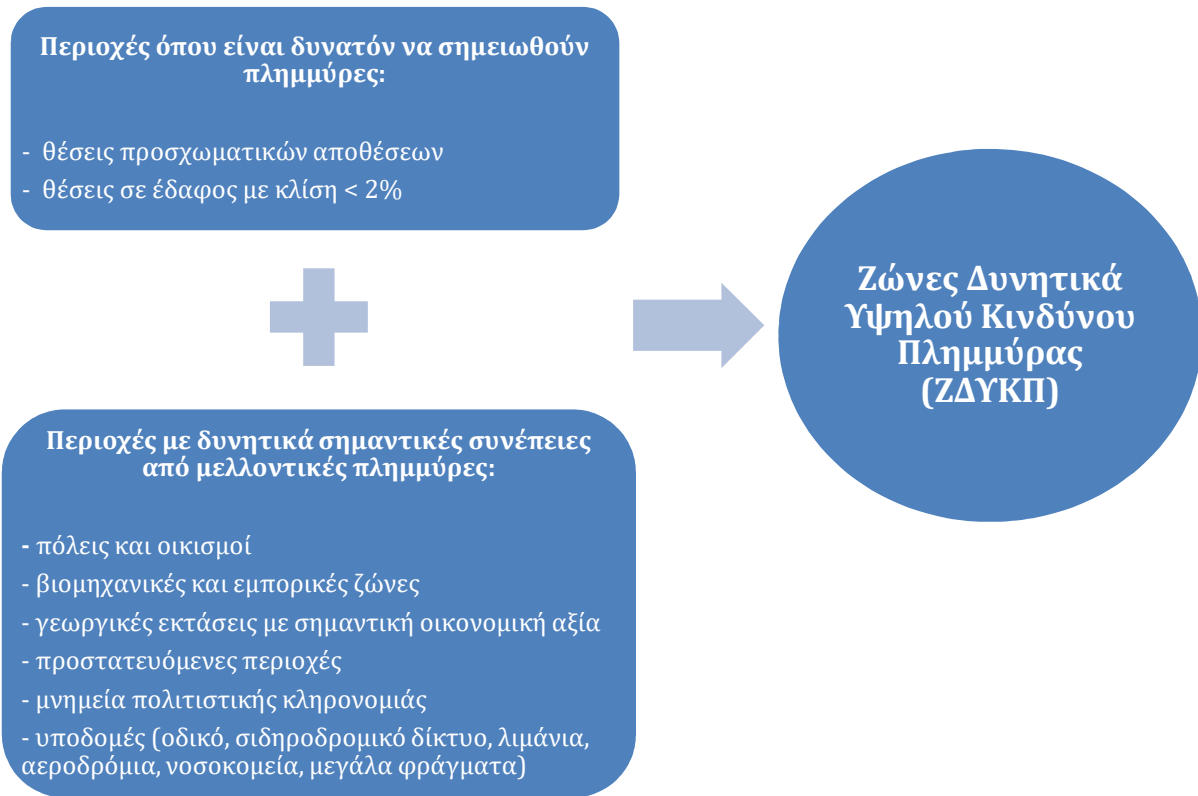 Περιοχές όπου είναι δυνατόν να σημειωθούν
πλημμύρες:
- θέσεις προσχωματικών αποθέσεων
- θέσεις σε έδαφος με κλίση < 2%
Ζώνες Δυνητικά
Υψηλού Κινδύνου
Πλημμύρας
(ΖΔΥΚΠ)
Περιοχές με δυνητικά σημαντικές συνέπειες
από μελλοντικές πλημμύρες:
- πόλεις και οικισμοί
- βιομηχανικές και εμπορικές ζώνες
- γεωργικές εκτάσεις με σημαντική οικονομική αξία
- προστατευόμενες περιοχές
- μνημεία πολιτιστικής κληρονομιάς
- υποδομές (οδικό, σιδηροδρομικό δίκτυο, λιμάνια,
αεροδρόμια, νοσοκομεία, μεγάλα φράγματα)